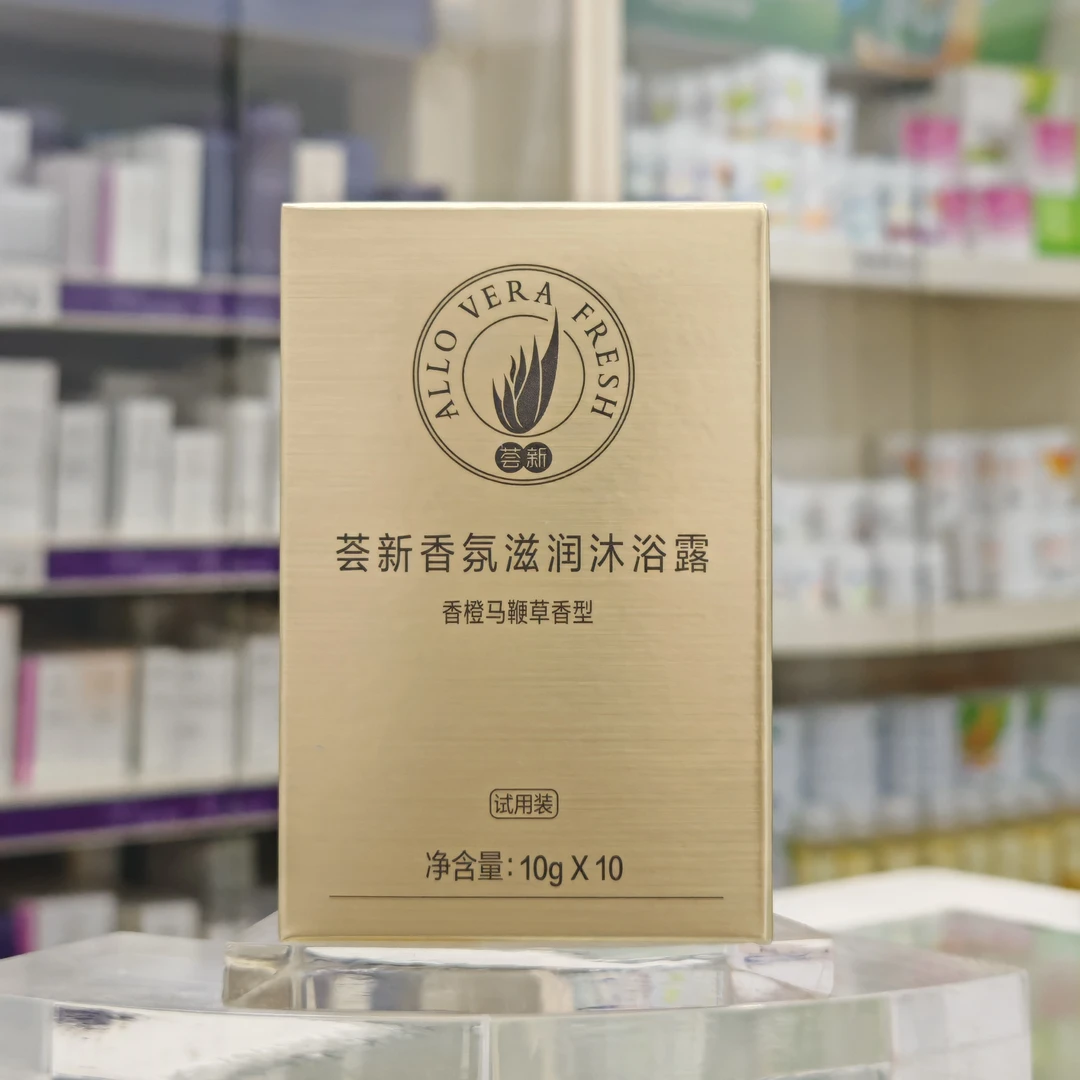 ALLO VERA FRESH
荟新
荟新香氛滋润沐浴露
香橙马鞭草香型
试用装
净含量：10g X 10